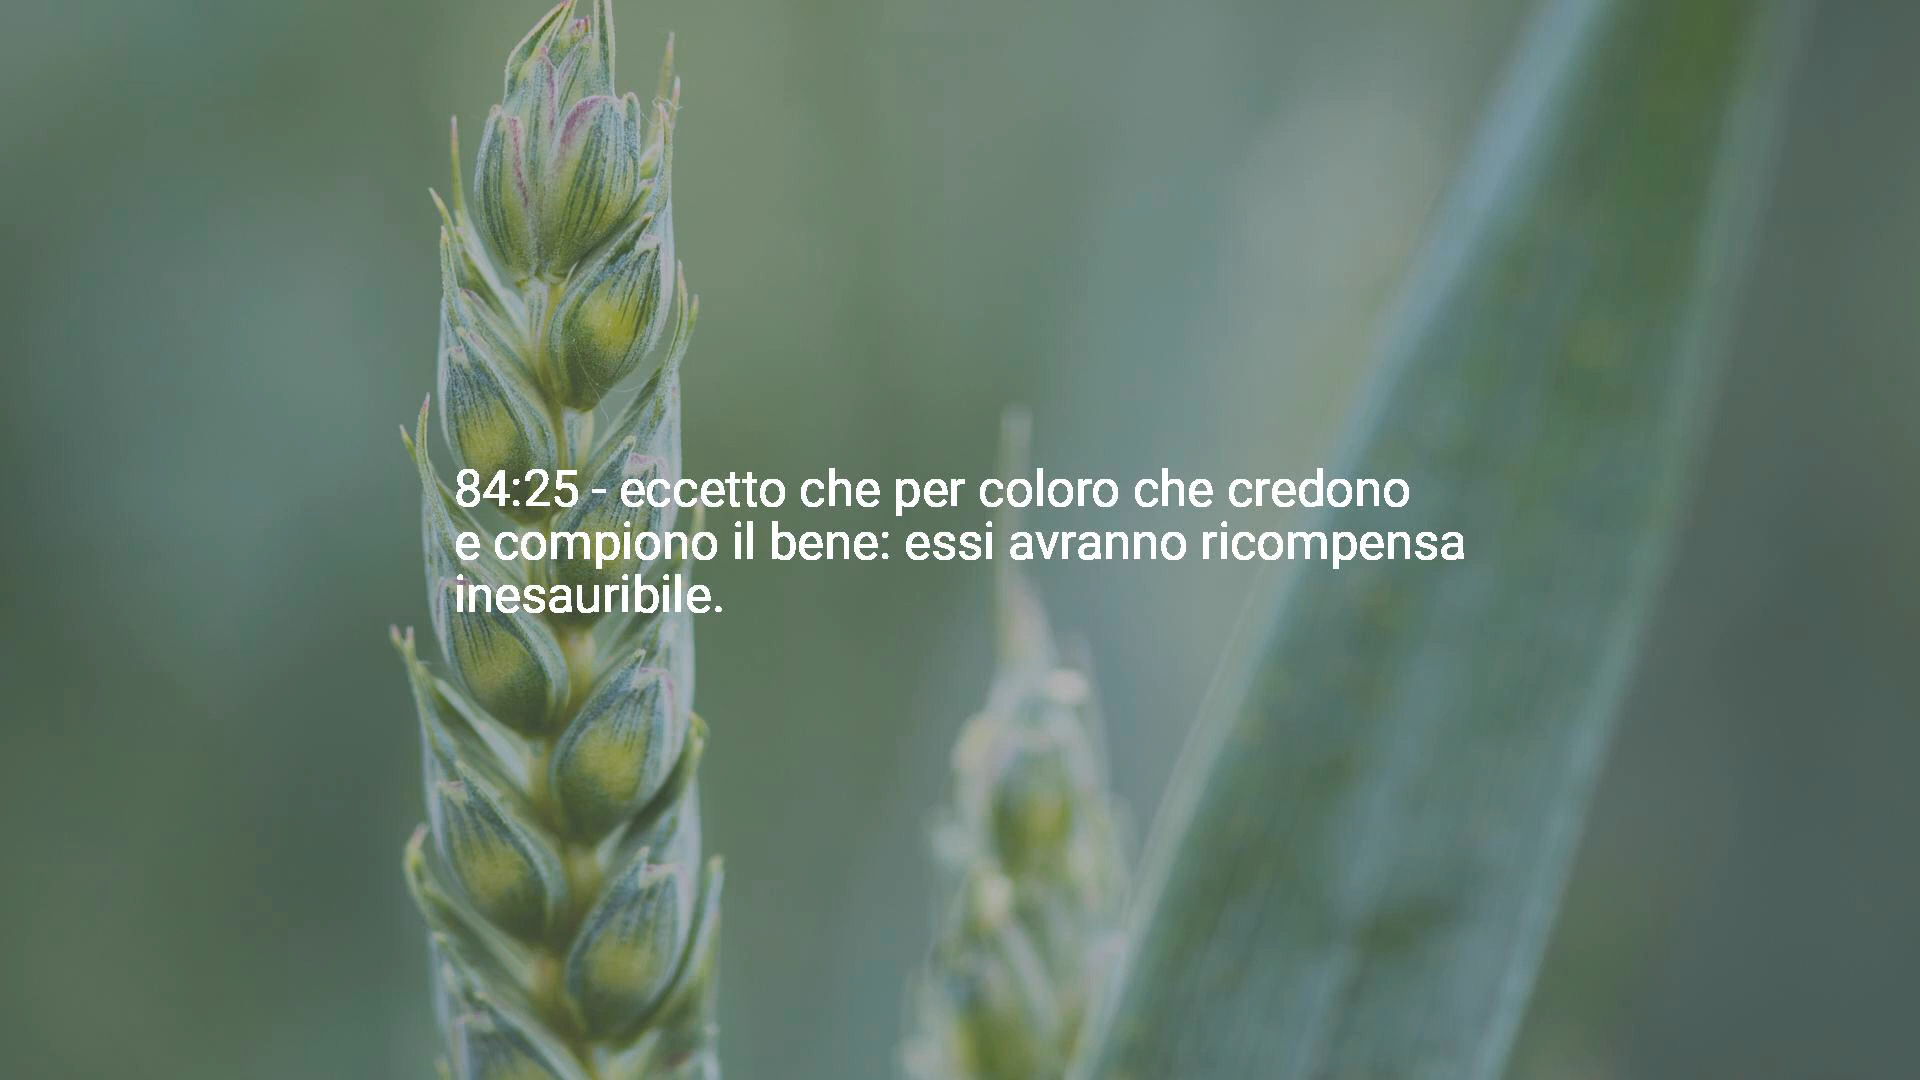 84:25 - eccetto che per coloro che credono
e compiono il bene: essi avranno ricompensa
inesauribile.